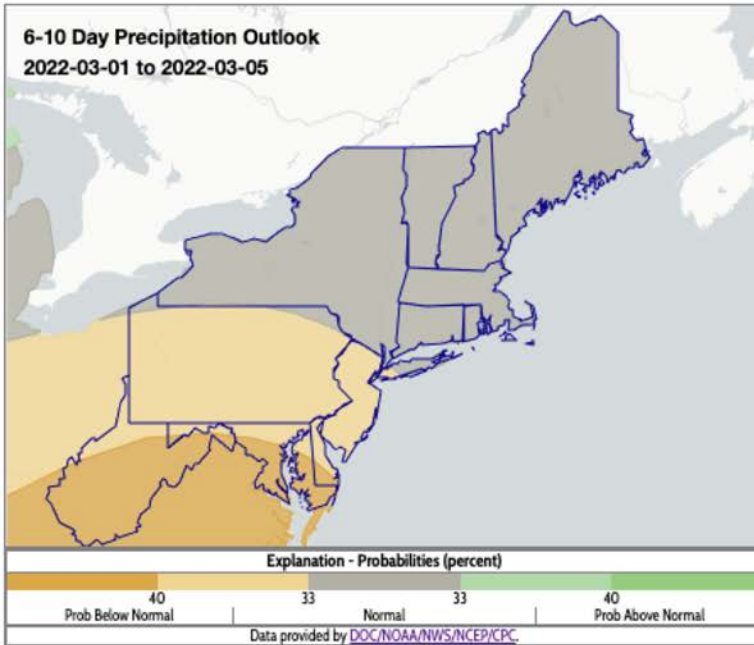 6-10 Day Precipitation Outlook
2022-03-01 to 2022-03-05
Explanation - Probabilities (percent)
40 33 33 40
Prob Below Normal Normal Prob Above Normal
Data provided by DOC/NOAA/NWS/NCEP/CPC.